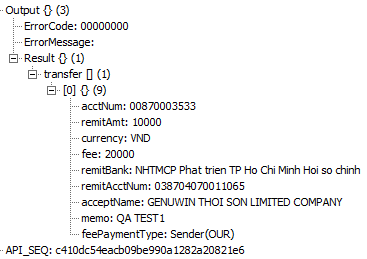 Output {} (3)
ErrorCode: 00000000
ErrorMessage:
Result {} (1)
transfer [] (1)
[0] {} (9)
acctNum: 00870003533
remitAmt: 10000
currency: VND
fee: 20000
remitBank: NHTMCP Phat trien TP Ho Chi Minh Hoi so chinh
remitAcctNum: 038704070011065
acceptName: GENUWIN THOI SON LIMITED COMPANY
memo: QA TEST1
feePaymentType: Sender(OUR)
API_SEQ: c410dc54eacb09be990a1282a20821e6